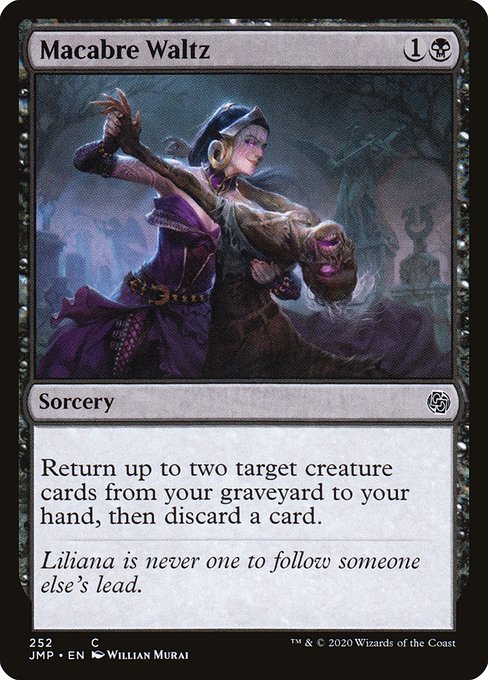 Macabre Waltz 1
Sorcery
Return up to two target creature
cards from your graveyard to your
hand, then discard a card.
Liliana is never one to follow someone
else's lead.
252 C
JMP • EN Willian Murai
™ & © 2020 Wizards of the Coast